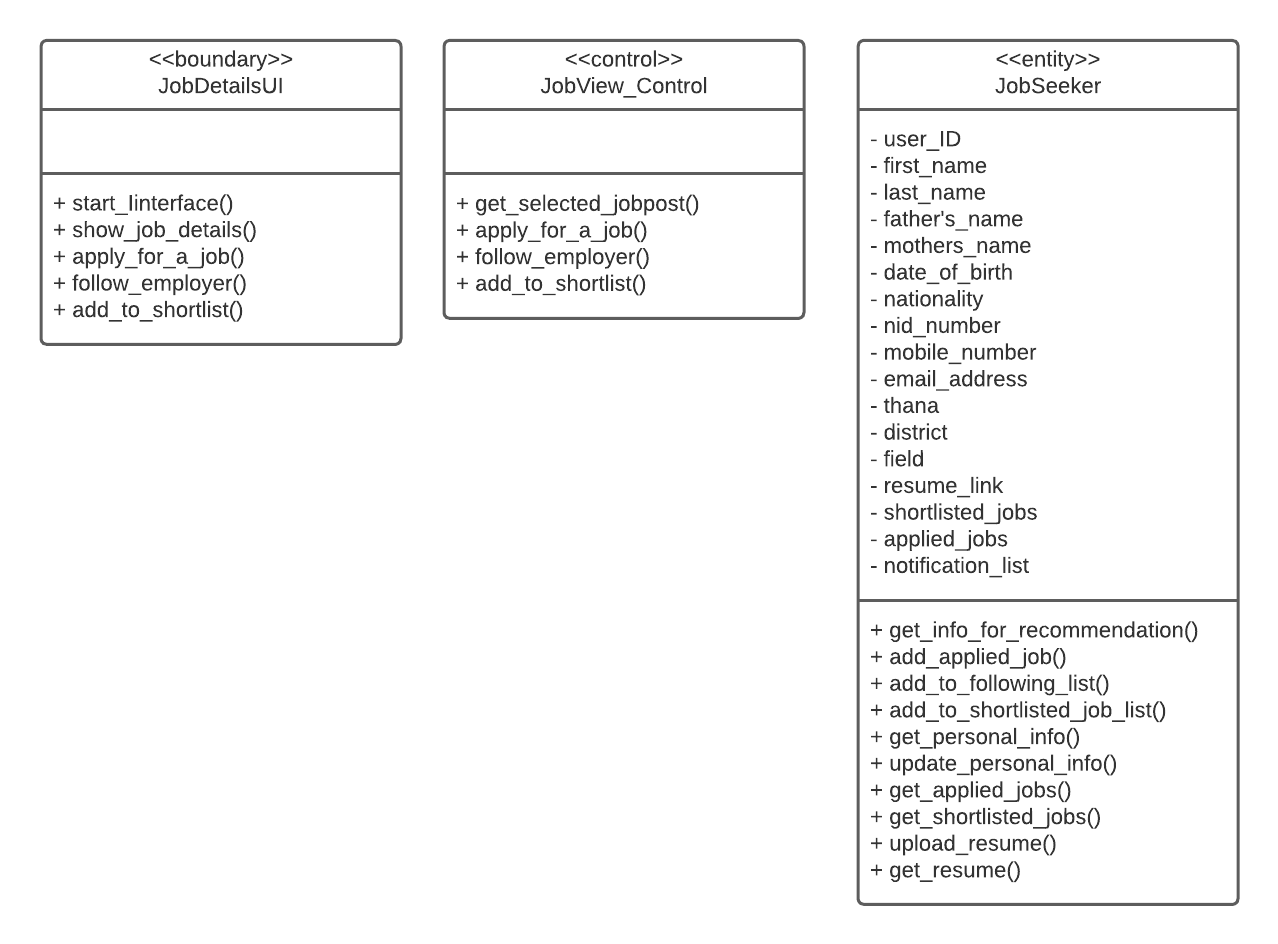 <<boundary>>
JobDetailsUI
+ start_Iinterface()
+ show_job_details()
+ apply_for_a_job()
+ follow_employer()
+ add_to_shortlist()
<<control>>
JobView_Control
+ get_selected_jobpost()
+ apply_for_a_job()
+ follow_employer()
+ add_to_shortlist()
<<entity>>
JobSeeker
- user_ID
- first_name
- last_name
- father's_name
- mothers_name
- date_of_birth
- nationality
- nid_number
- mobile_number
- email_address
- thana
- district
- field
- resume_link
- shortlisted_jobs
- applied_jobs
- notification_list
+ get_info_for_recommendation()
+ add_applied_job()
+ add_to_following_list()
+ add_to_shortlisted_job_list()
+ get_personal_info()
+ update_personal_info()
+ get_applied_jobs()
+ get_shortlisted_jobs()
+ upload_resume()
+ get_resume()